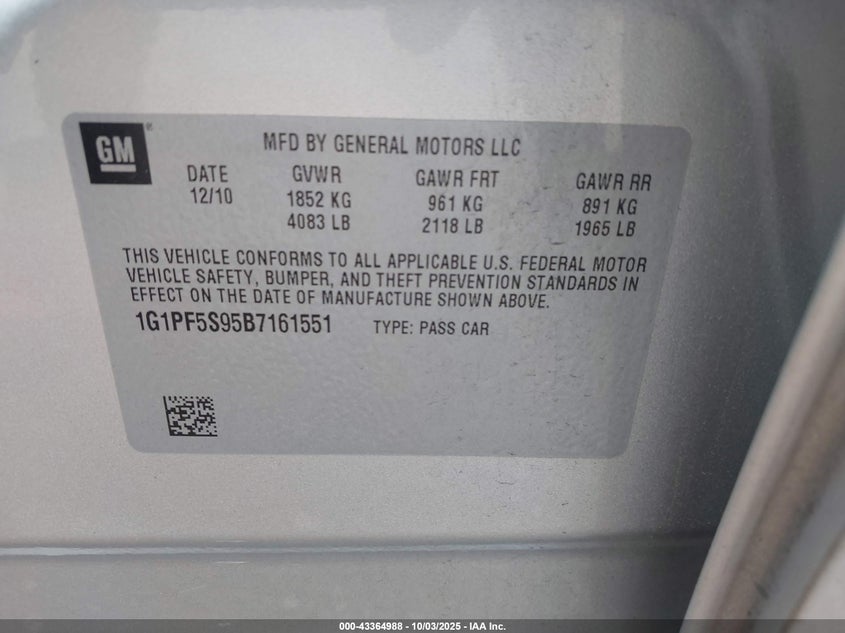 GM
MFD BY GENERAL MOTORS LLC
DATE GVWR GAWR FRT GAWR RR
12/10 1852 KG 961 KG 891 KG
4083 LB 2118 LB 1965 LB
THIS VEHICLE CONFORMS TO ALL APPLICABLE U.S. FEDERAL MOTOR
VEHICLE SAFETY, BUMPER, AND THEFT PREVENTION STANDARDS IN
EFFECT ON THE DATE OF MANUFACTURE SHOWN ABOVE.
1G1PF5S95B7161551 TYPE: PASS CAR
000-43364988 - 10/03/2025 - IAA Inc.